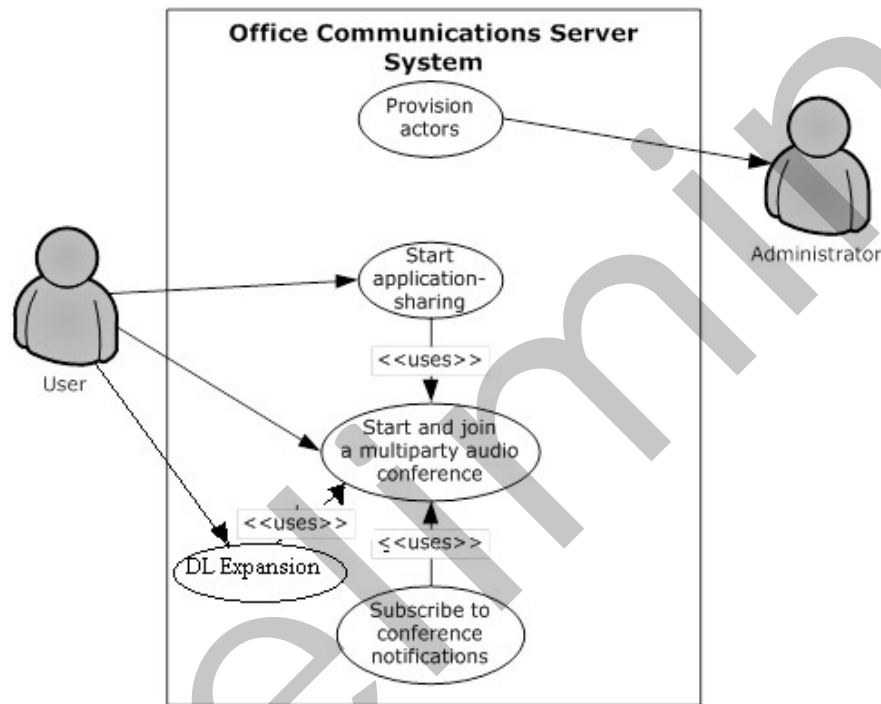 Office Communications Server
System
Provision
actors
Administrator
Start
application-
sharing
User
<<uses>>
Start and join
a multiparty audio
conference
<<uses>>
<<uses>>
DL Expansion
Subscribe to
conference
notifications
elimin